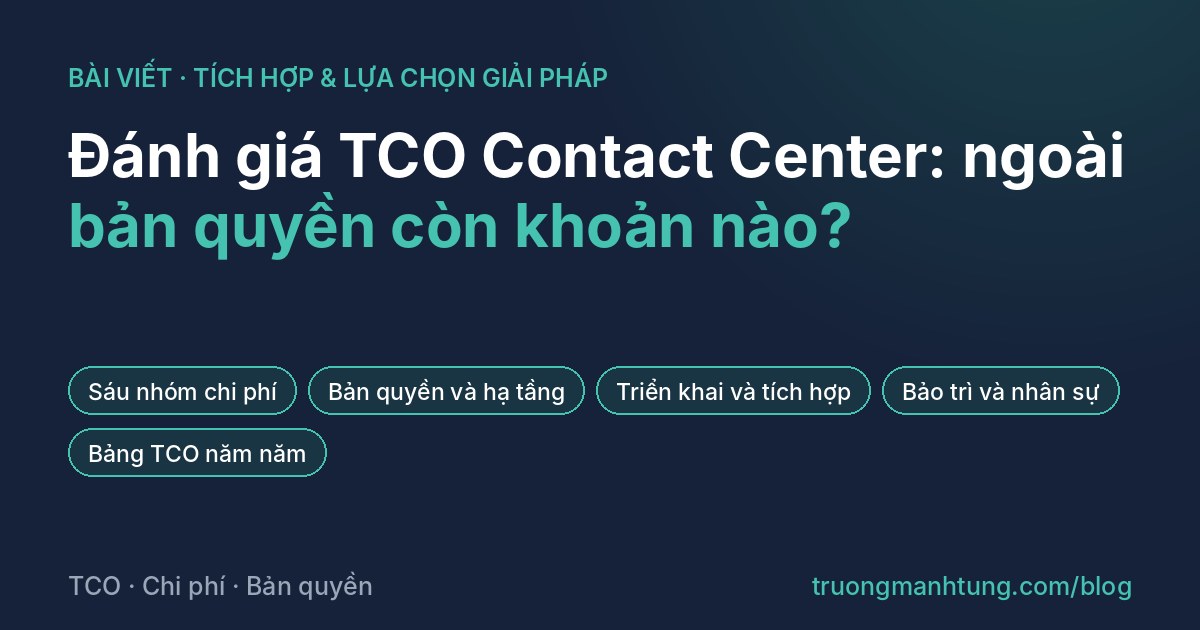 BÀI VIẾT · TÍCH HỢP & LỰA CHỌN GIẢI PHÁP
Đánh giá TCO Contact Center: ngoài
bản quyền còn khoản nào?
Sáu nhóm chi phí
Bản quyền và hạ tầng
Triển khai và tích hợp
Bảo trì và nhân sự
Bảng TCO năm năm
TCO · Chi phí · Bản quyền
truongmanhtung.com/blog